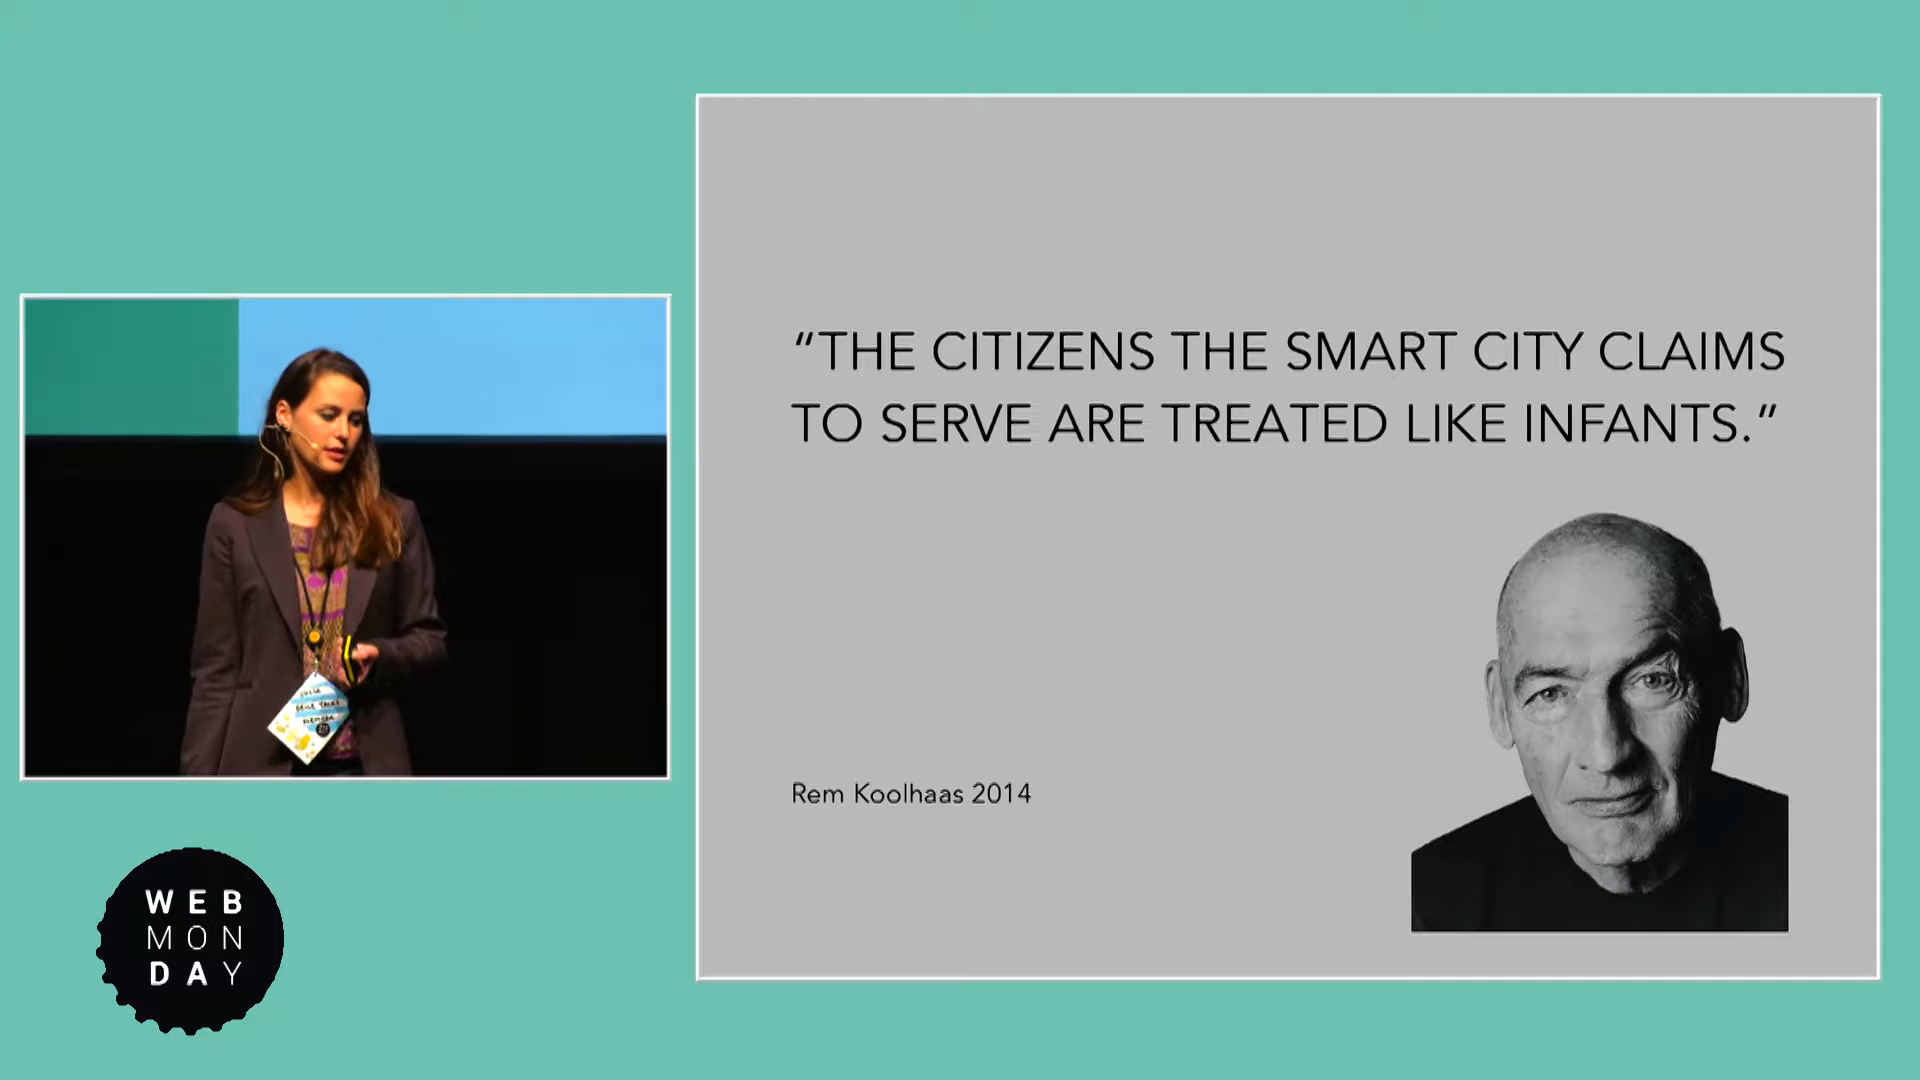 “THE CITIZENS THE SMART CITY CLAIMS
TO SERVE ARE TREATED LIKE INFANTS.”
Rem Koolhaas 2014
WEB
MON
DAY